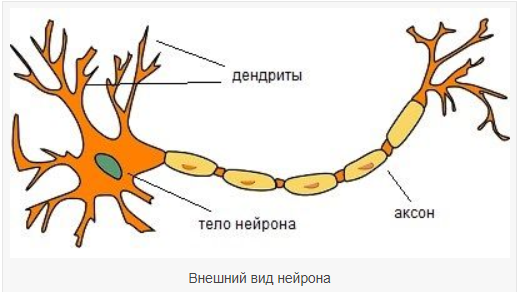 дендриты
тело нейрона
аксон
Внешний вид нейрона